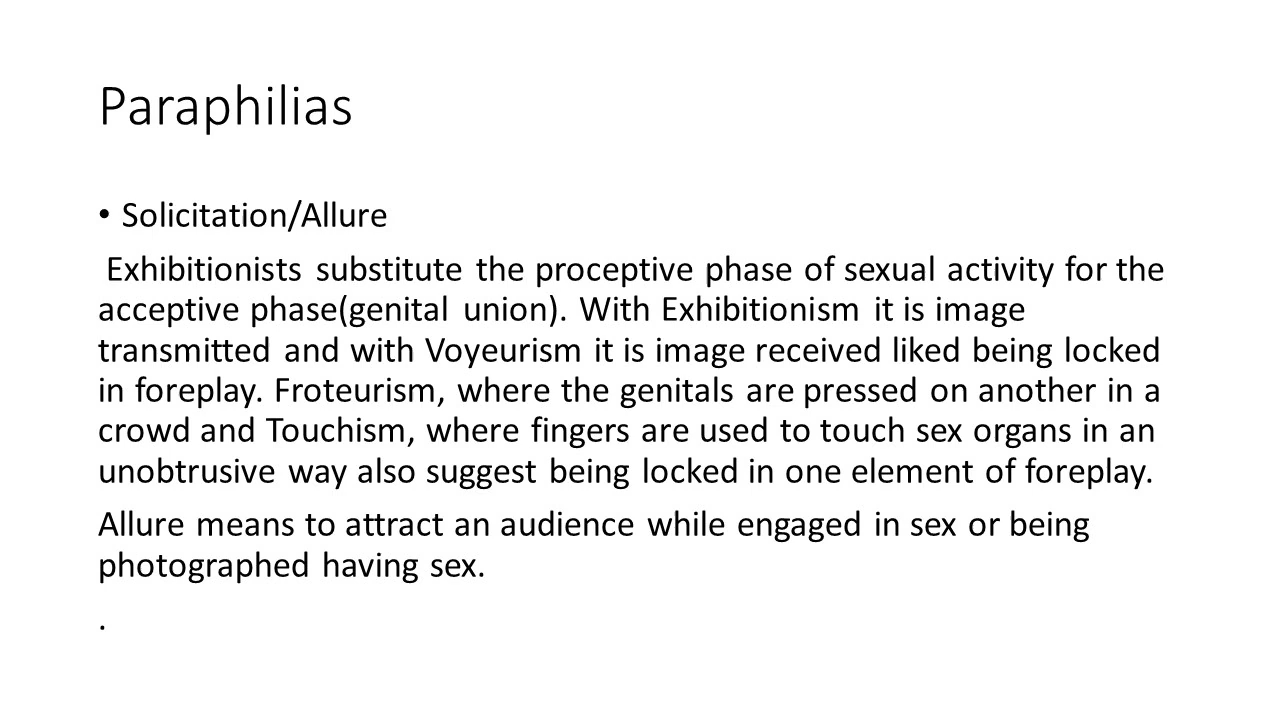 Paraphilias
• Solicitation/Allure
Exhibitionists substitute the proceptive phase of sexual activity for the
acceptive phase(genital union). With Exhibitionism it is image
transmitted and with Voyeurism it is image received liked being locked
in foreplay. Froteurism, where the genitals are pressed on another in a
crowd and Touchism, where fingers are used to touch sex organs in an
unobtrusive way also suggest being locked in one element of foreplay.
Allure means to attract an audience while engaged in sex or being
photographed having sex.
.